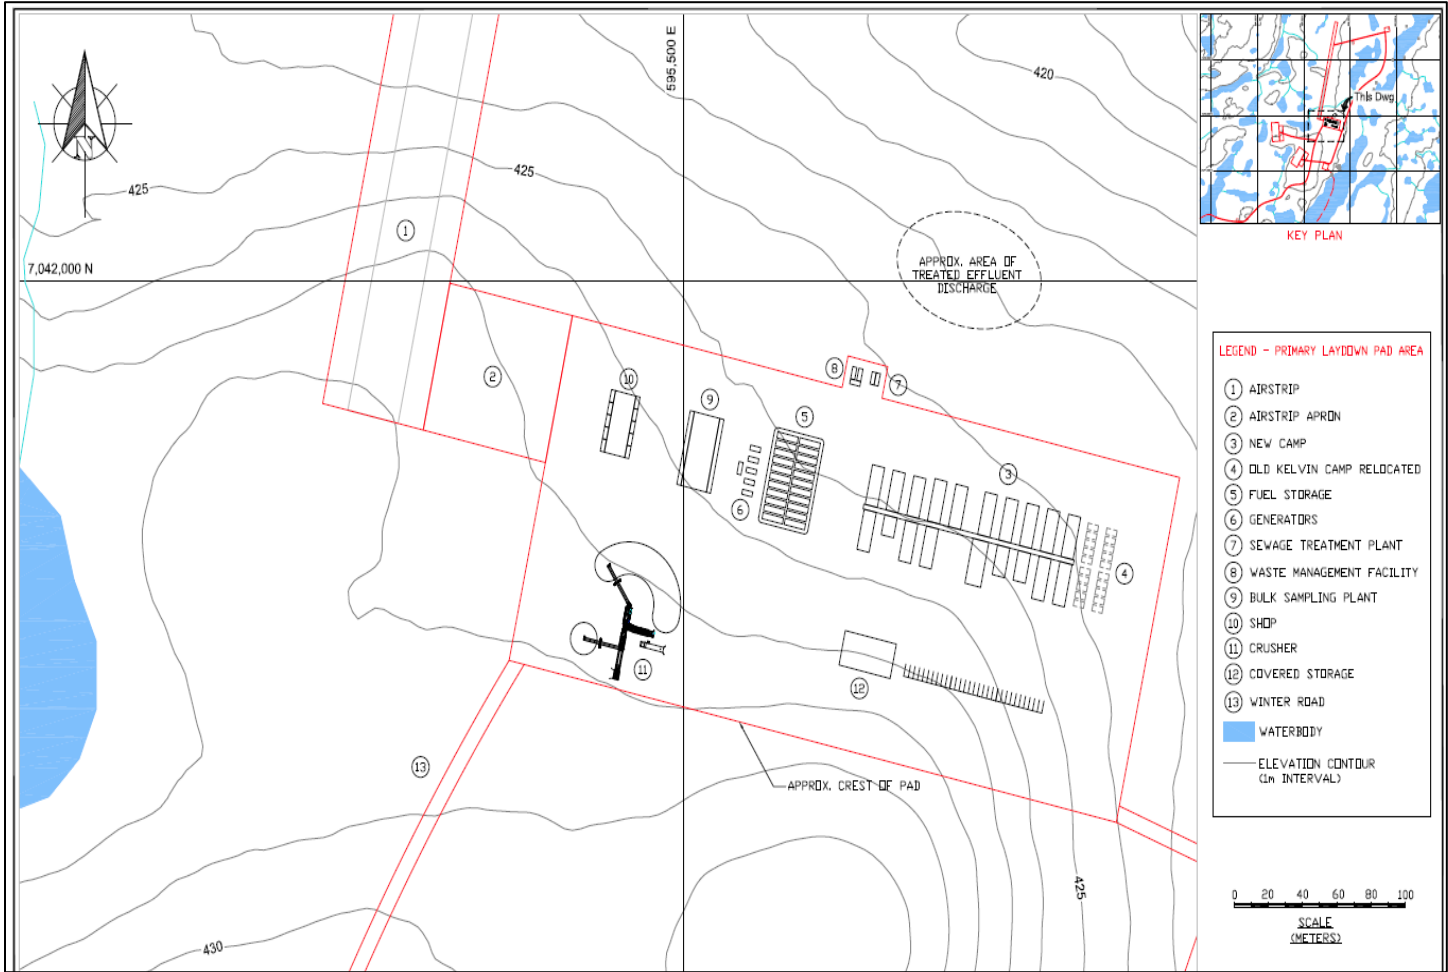 595,500 E
420
425
425
N
1
7,042,000 N
APPROX. AREA OF
TREATED EFFLUENT
DISCHARGE
2
10
9
8
7
5
3
6
4
11
12
13
APPROX. CREST OF PAD
425
430
This Dwg
KEY PLAN
LEGEND - PRIMARY LAYDOWN PAD AREA
1 AIRSTRIP
2 AIRSTRIP APRON
3 NEW CAMP
4 OLD KELVIN CAMP RELOCATED
5 FUEL STORAGE
6 GENERATORS
7 SEWAGE TREATMENT PLANT
8 WASTE MANAGEMENT FACILITY
9 BULK SAMPLING PLANT
10 SHOP
11 CRUSHER
12 COVERED STORAGE
13 WINTER ROAD
WATERBODY
ELEVATION CONTOUR
(1m INTERVAL)
0 20 40 60 80 100
SCALE
(METERS)